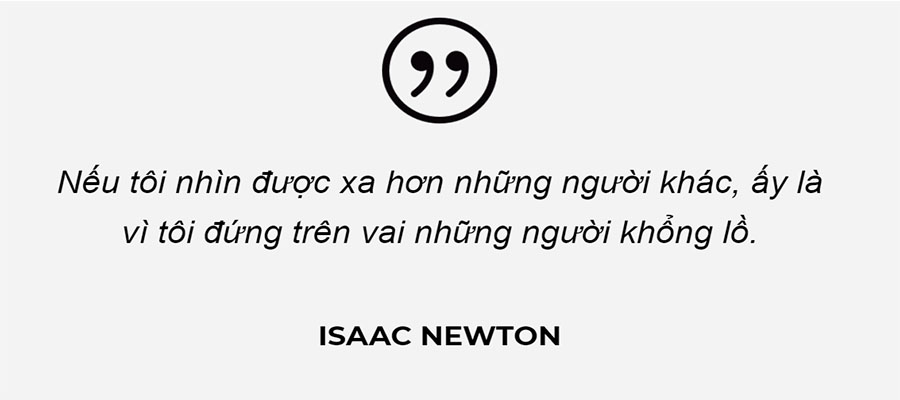 Nếu tôi nhìn được xa hơn những người khác, ấy là
vì tôi đứng trên vai những người khổng lồ.
ISAAC NEWTON